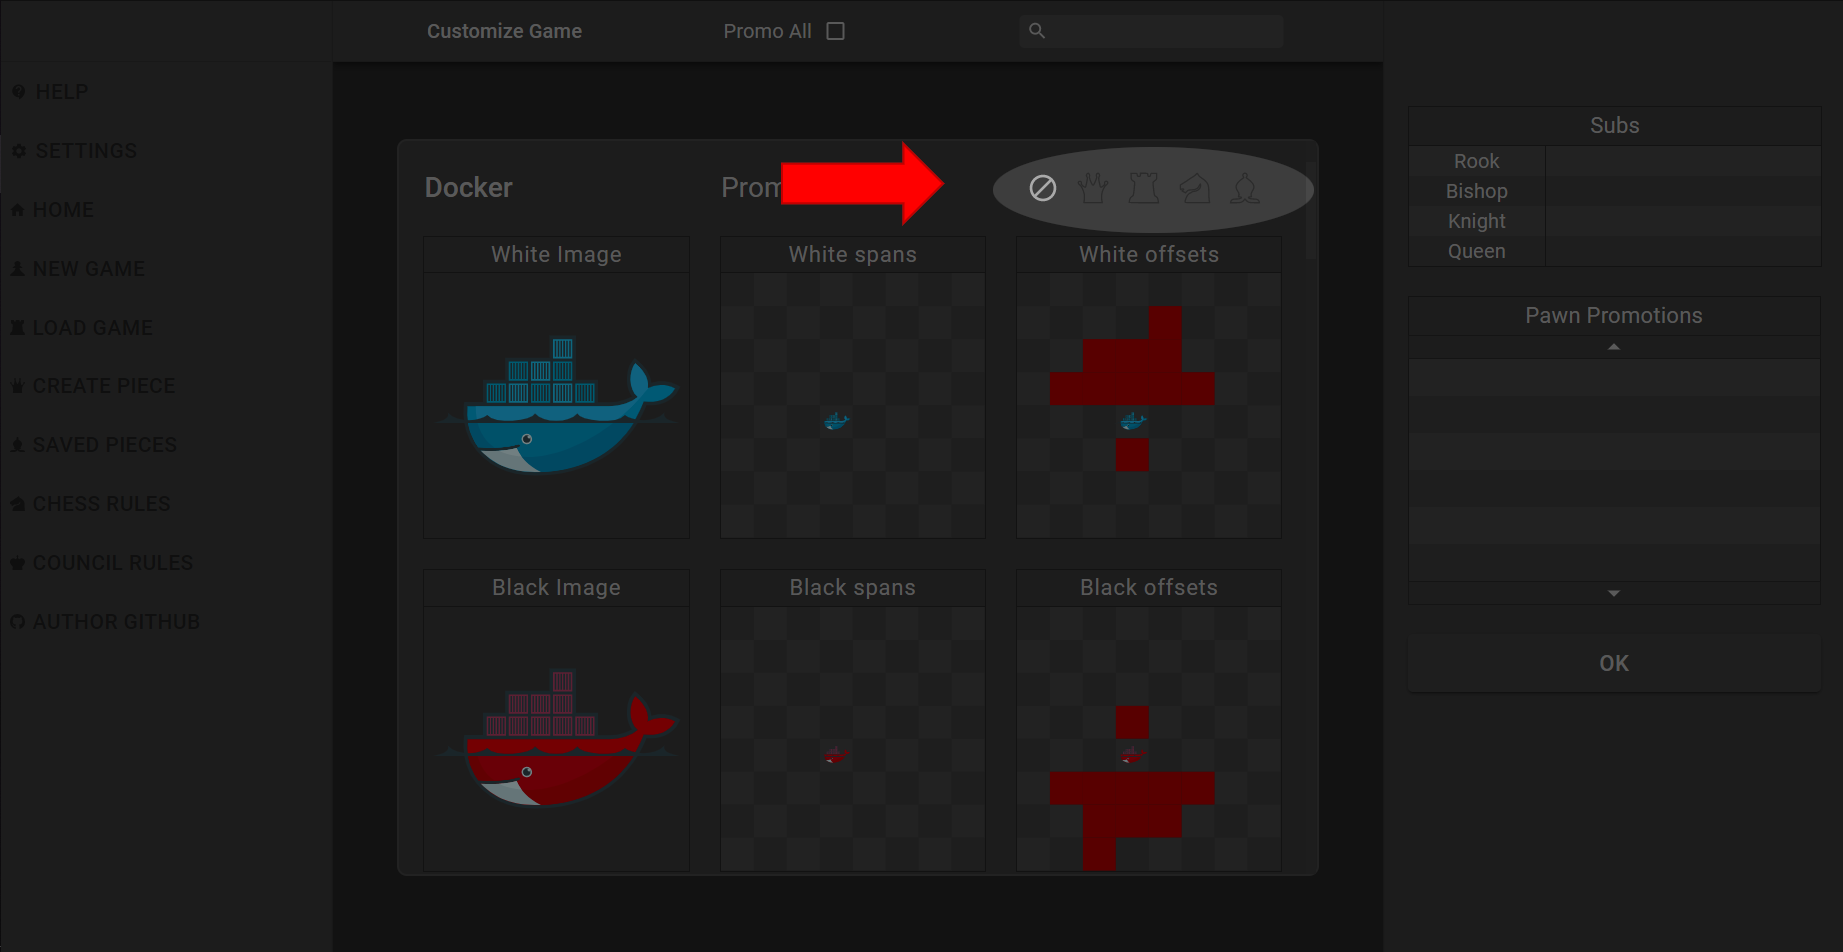 Customize Game
Promo All
HELP
SETTINGS
HOME
NEW GAME
LOAD GAME
CREATE PIECE
SAVED PIECES
CHESS RULES
COUNCIL RULES
AUTHOR GITHUB
Docker
Prom
White Image
White spans
White offsets
Black Image
Black spans
Black offsets
Subs
Rook
Bishop
Knight
Queen
Pawn Promotions
OK